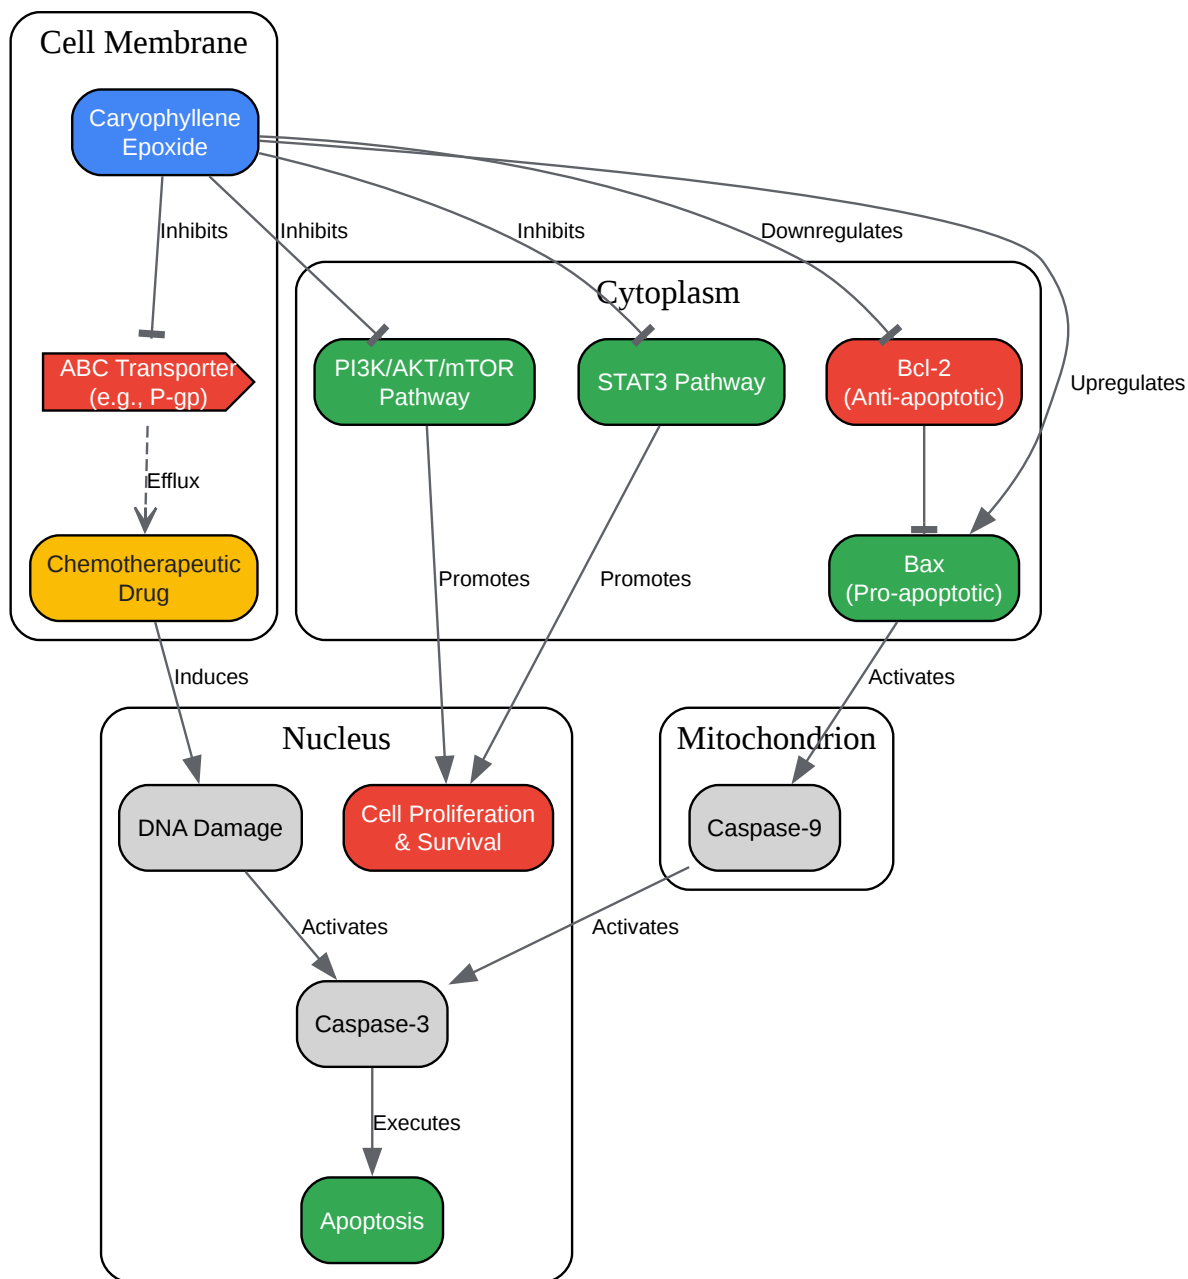 Cell Membrane
Caryophyllene
Epoxide
Inhibits
Inhibits
Inhibits
Downregulates
Upregulates
Cytoplasm
ABC Transporter
(e.g., P-gp)
PI3K/AKT/mTOR
Pathway
STAT3 Pathway
Bcl-2
(Anti-apoptotic)
Efflux
Chemotherapeutic
Drug
Promotes
Promotes
Bax
(Pro-apoptotic)
Induces
Activates
Nucleus
Mitochondrion
DNA Damage
Cell Proliferation
& Survival
Caspase-9
Activates
Activates
Caspase-3
Executes
Apoptosis